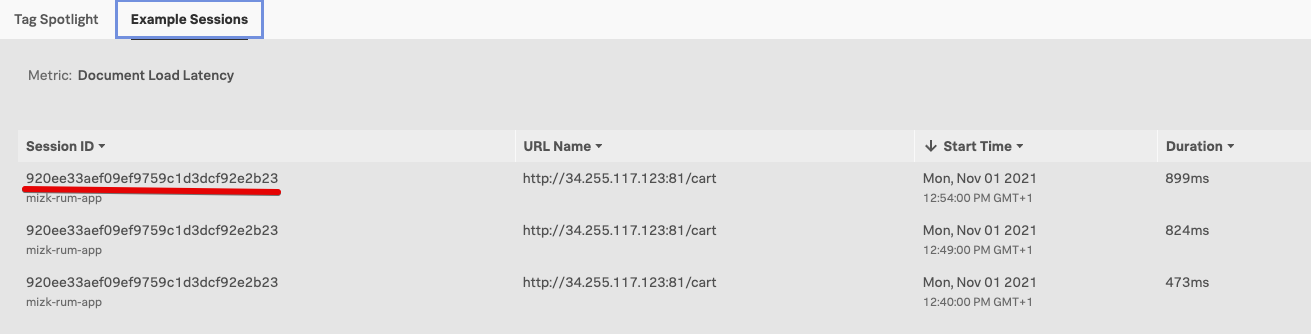 Tag Spotlight Example Sessions
Metric: Document Load Latency
Session ID URL Name Start Time Duration
920ee33aef09ef9759c1d3dcf92e2b23 http://34.255.117.123:81/cart Mon, Nov 01 2021 899ms
mizk-rum-app 12:54:00 PM GMT+1
920ee33aef09ef9759c1d3dcf92e2b23 http://34.255.117.123:81/cart Mon, Nov 01 2021 824ms
mizk-rum-app 12:49:00 PM GMT+1
920ee33aef09ef9759c1d3dcf92e2b23 http://34.255.117.123:81/cart Mon, Nov 01 2021 473ms
mizk-rum-app 12:40:00 PM GMT+1